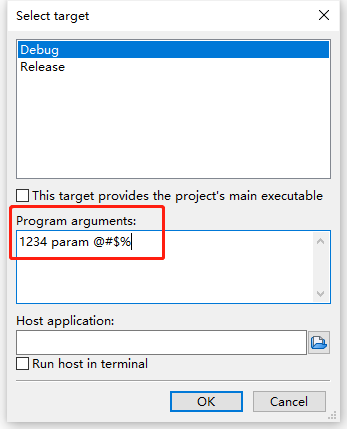 Select target
Debug
Release
This target provides the project's main executable
Program arguments:
1234 param @#$%
Host application:
Run host in terminal
OK
Cancel